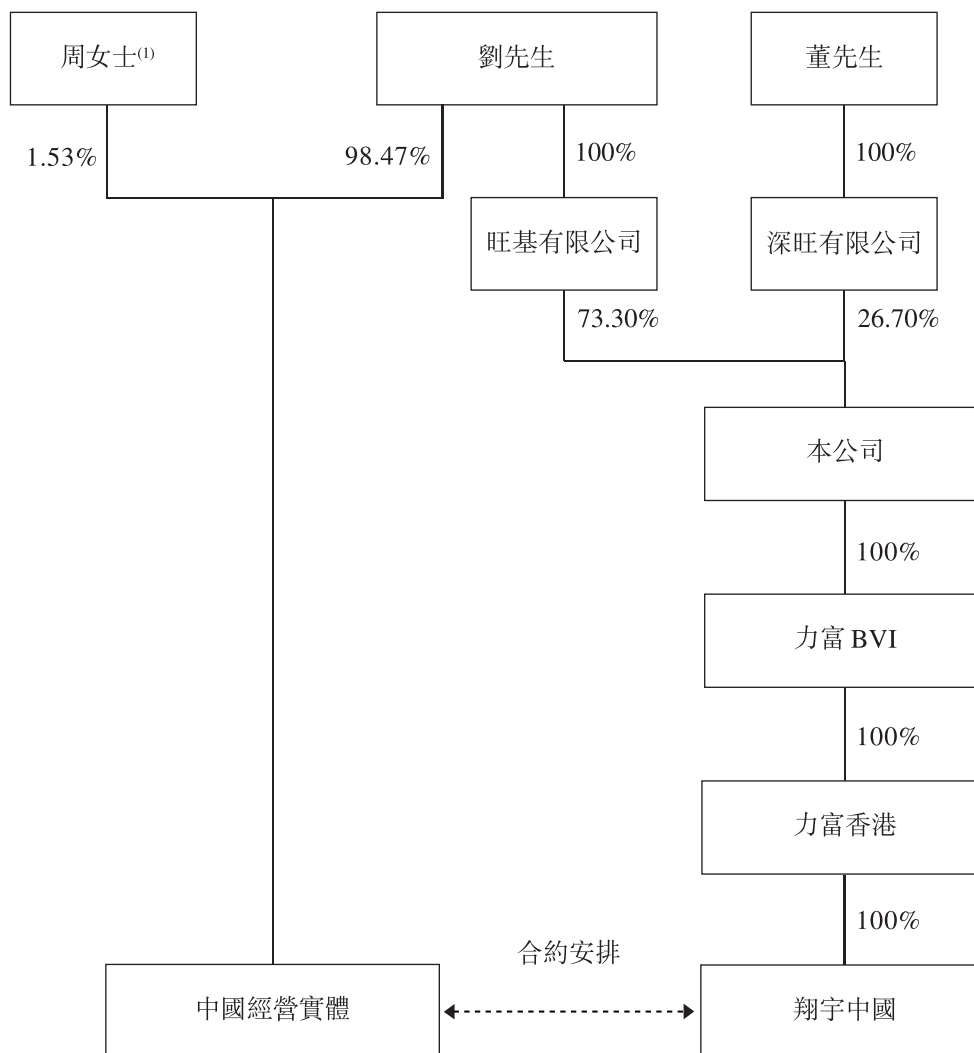 周女士(1)
劉先生
董先生
1.53%
98.47%
100%
100%
旺基有限公司
深旺有限公司
73.30%
26.70%
本公司
100%
力富 BVI
100%
力富香港
100%
合約安排
中國經營實體
翔宇中國